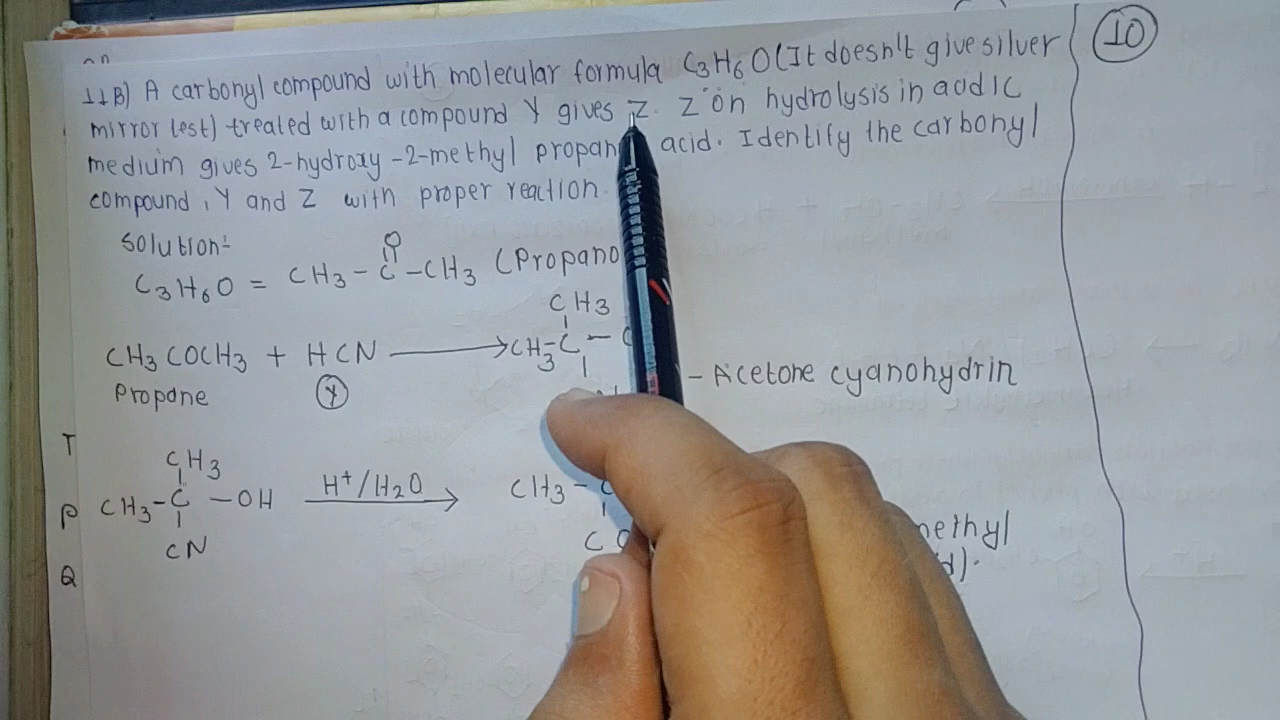 (10)
11B) A carbonyl compound with molecular formula C3H6O (It doesn't give silver
mirror test) treated with a compound Y gives Z. Z on hydrolysis in acidic
medium gives 2-hydroxy-2-methyl propan acid. Identify the carbonyl
compound, Y and Z with proper reaction.
Solution:-
O
C3H6O = CH3-C-CH3 (Propano
CH3
CH3COCH3 + HCN → CH3-C-
Propane (Y) - Acetone cyanohydrin
T
CH3
P CH3-C-OH H+/H2O → CH3-C
CN CO methyl
Q